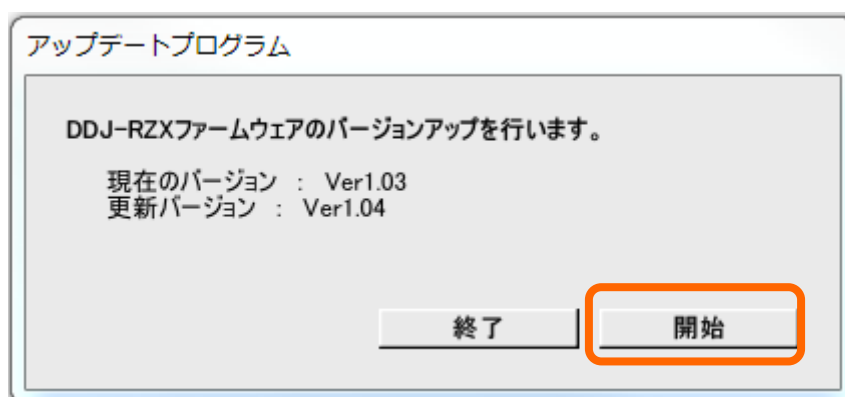 アップデートプログラム
DDJ-RZXファームウェアのバージョンアップを行います。
現在のバージョン : Ver1.03
更新バージョン : Ver1.04
終了 開始